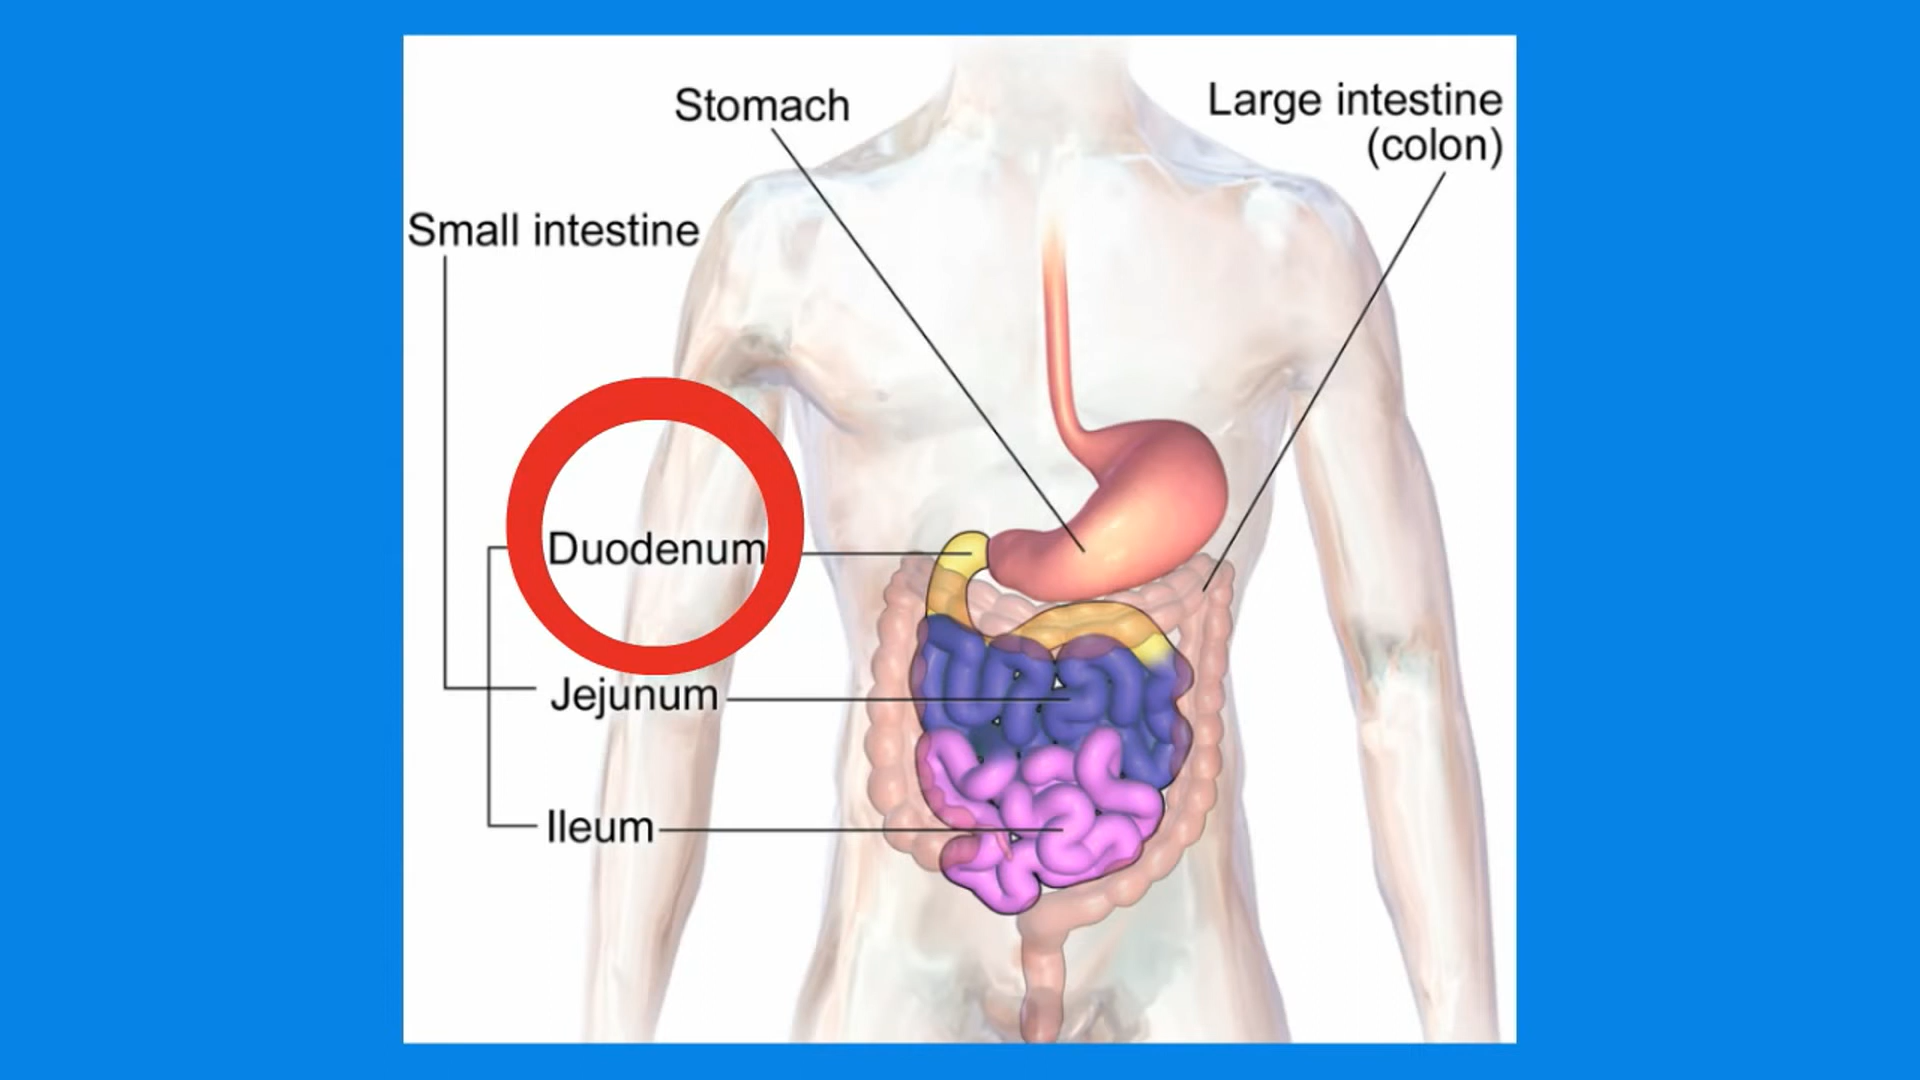 Stomach
Large intestine
(colon)
Small intestine
Duodenum
Jejunum
Ileum